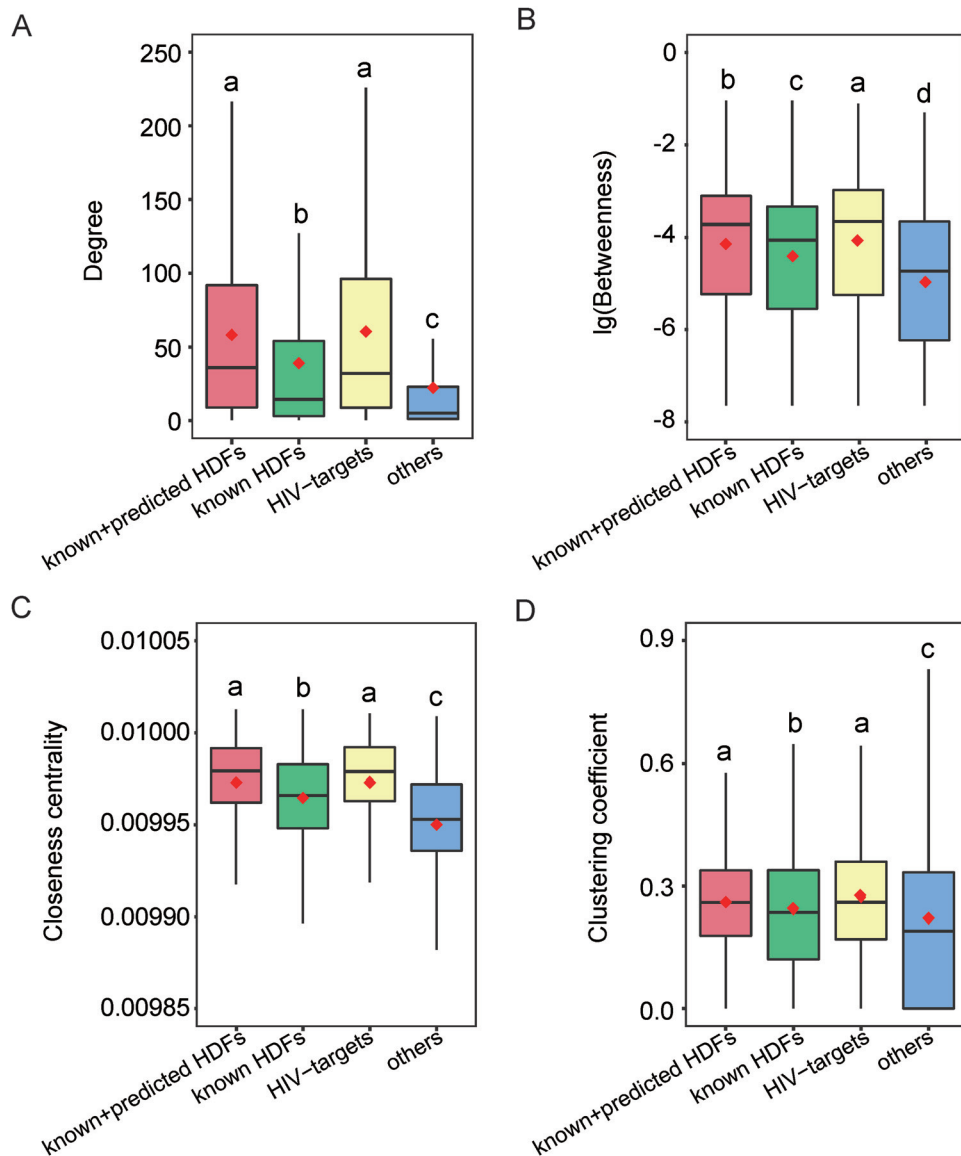 A
Degree
250
200
150
100
50
0
a
b
a
c
known+predicted HDFs
known HDFs
HIV−targets
others
B
lg(Betweenness)
0
-2
-4
-6
-8
b
c
a
d
known+predicted HDFs
known HDFs
HIV−targets
others
C
Closeness centrality
0.01005
0.01000
0.00995
0.00990
0.00985
a
b
a
c
known+predicted HDFs
known HDFs
HIV−targets
others
D
Clustering coefficient
0.9
0.6
0.3
0.0
a
b
a
c
known+predicted HDFs
known HDFs
HIV−targets
others